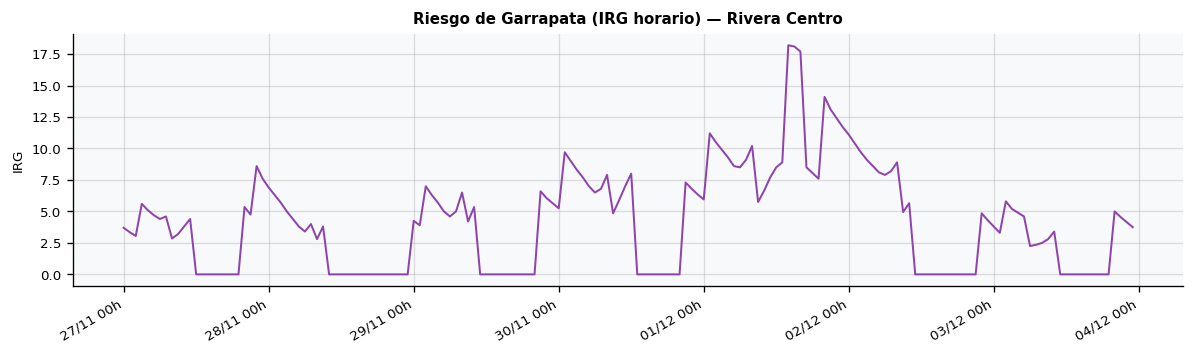 Riesgo de Garrapata (IRG horario) — Rivera Centro
IRG
17.5
15.0
12.5
10.0
7.5
5.0
2.5
0.0
27/11 00h
28/11 00h
29/11 00h
30/11 00h
01/12 00h
02/12 00h
03/12 00h
04/12 00h